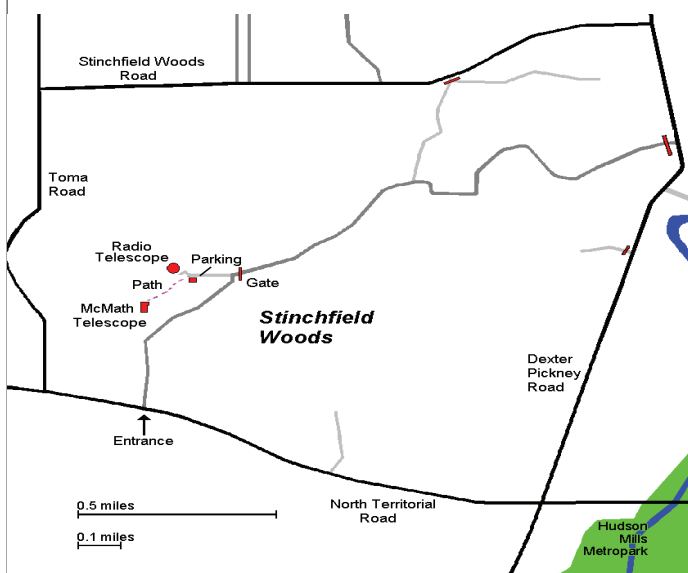 Stinchfield Woods
Road
Toma
Road
Radio
Telescope
Parking
Path
Gate
McMath
Telescope
Stinchfield
Woods
Dexter
Pickney
Road
Entrance
0.5 miles
North Territorial
Road
0.1 miles
Hudson
Mills
Metropark